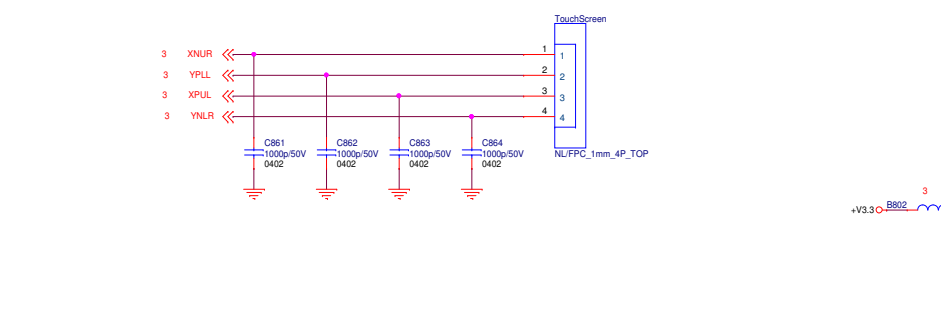 TouchScreen
3 XNUR 1 1
3 YPLL 2 2
3 XPUL 3 3
3 YNLR 4 4
C861 C862 C863 C864
1000p/50V 1000p/50V 1000p/50V 1000p/50V NL/FPC_1mm_4P_TOP
0402 0402 0402 0402
3
+V3.3 B802